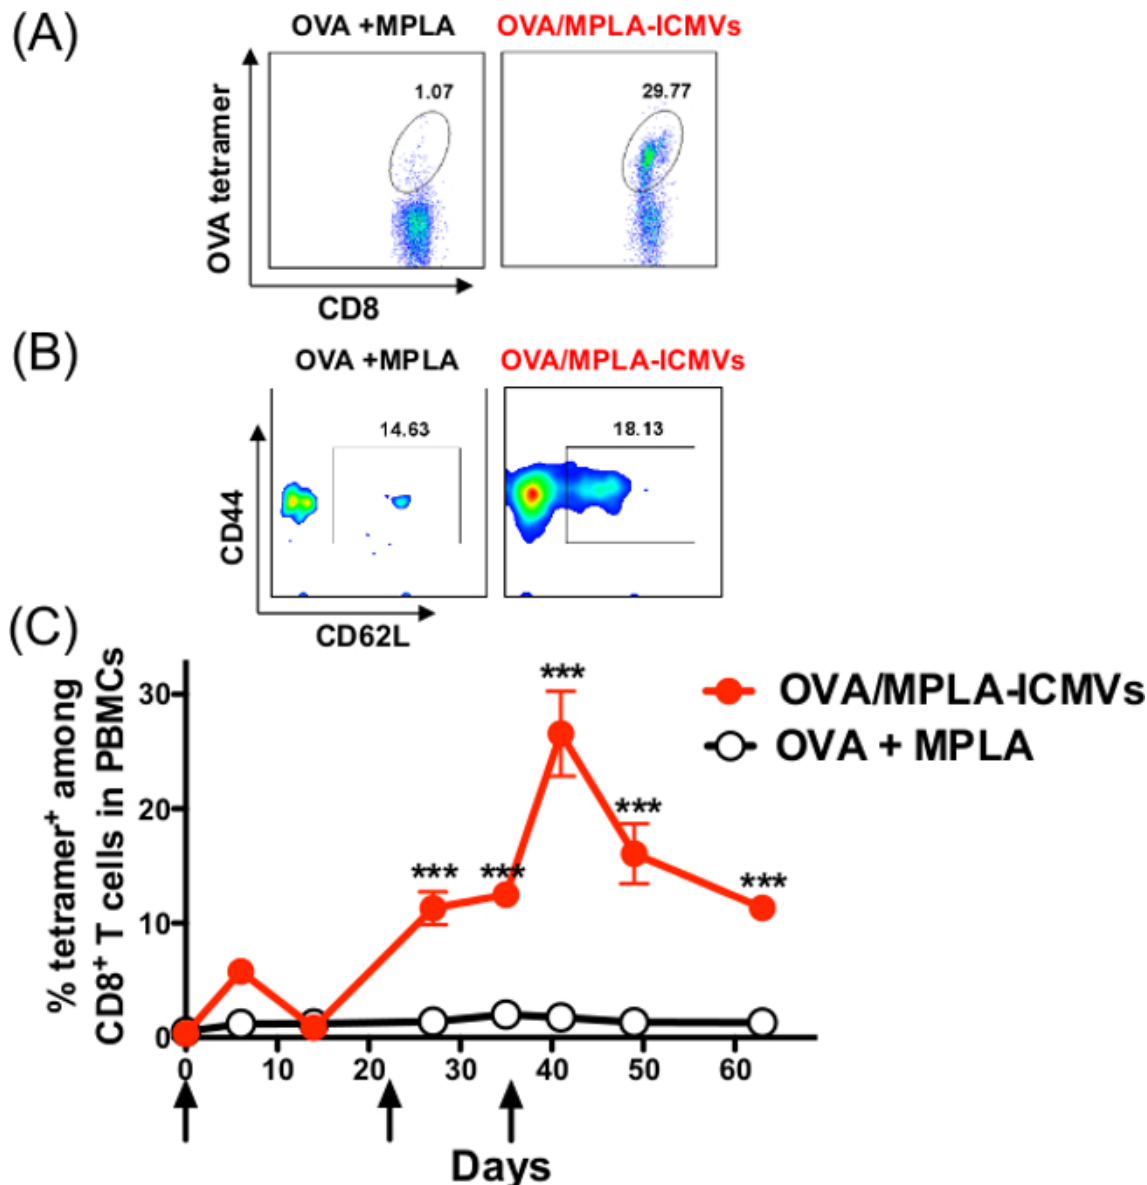 (A)
OVA +MPLA
OVA/MPLA-ICMVs
1.07
29.77
OVA tetramer
CD8
(B)
OVA +MPLA
OVA/MPLA-ICMVs
14.63
18.13
CD44
CD62L
(C)
% tetramer⁺ among
CD8⁺ T cells in PBMCs
30
20
10
0
***
***
***
***
***
OVA/MPLA-ICMVs
OVA + MPLA
0 10 20 30 40 50 60
Days